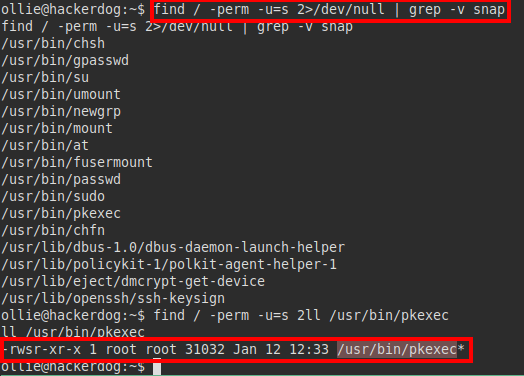 ollie@hackerdog:~$ find / -perm -u=s 2>/dev/null | grep -v snap
find / -perm -u=s 2>/dev/null | grep -v snap
/usr/bin/chsh
/usr/bin/gpasswd
/usr/bin/su
/usr/bin/umount
/usr/bin/newgrp
/usr/bin/mount
/usr/bin/at
/usr/bin/fusermount
/usr/bin/passwd
/usr/bin/sudo
/usr/bin/pkexec
/usr/bin/chfn
/usr/lib/dbus-1.0/dbus-daemon-launch-helper
/usr/lib/policykit-1/polkit-agent-helper-1
/usr/lib/eject/dmcrypt-get-device
/usr/lib/openssh/ssh-keysign
ollie@hackerdog:~$ find / -perm -u=s 2ll /usr/bin/pkexec
ll /usr/bin/pkexec
-rwsr-xr-x 1 root root 31032 Jan 12 12:33 /usr/bin/pkexec*
ollie@hackerdog:~$